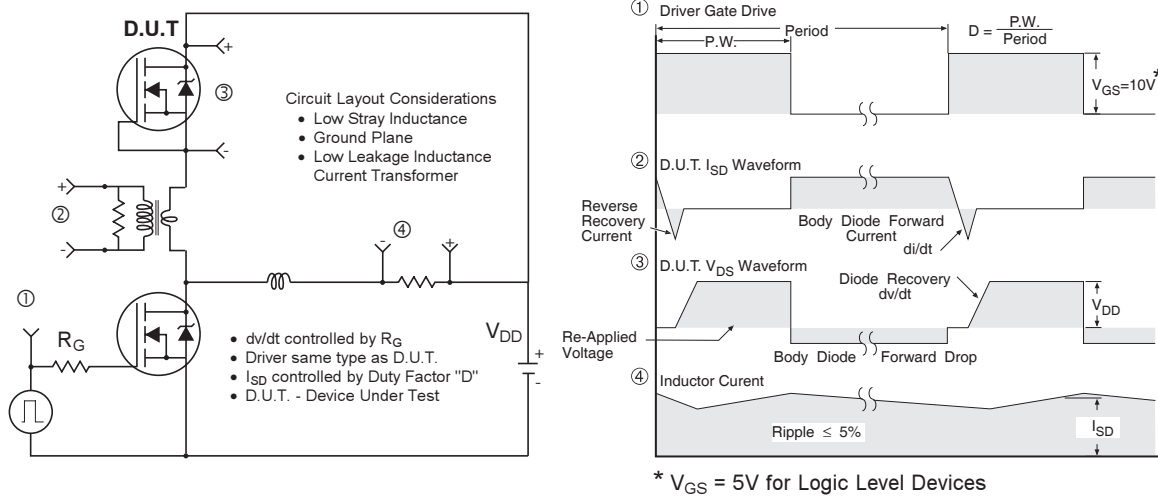 D.U.T
+
③
-
Circuit Layout Considerations
• Low Stray Inductance
• Ground Plane
• Low Leakage Inductance
Current Transformer
+
②
-
④
- +
①
R_G
• dv/dt controlled by R_G
• Driver same type as D.U.T.
• I_SD controlled by Duty Factor "D"
• D.U.T. - Device Under Test
V_DD
+
-
① Driver Gate Drive
P.W.
Period
D = P.W. / Period
V_GS=10V*
② D.U.T. I_SD Waveform
Reverse
Recovery
Current
Body Diode Forward
Current
di/dt
③ D.U.T. V_DS Waveform
Diode Recovery
dv/dt
V_DD
Re-Applied
Voltage
Body Diode Forward Drop
④ Inductor Curent
I_SD
Ripple ≤ 5%
* V_GS = 5V for Logic Level Devices